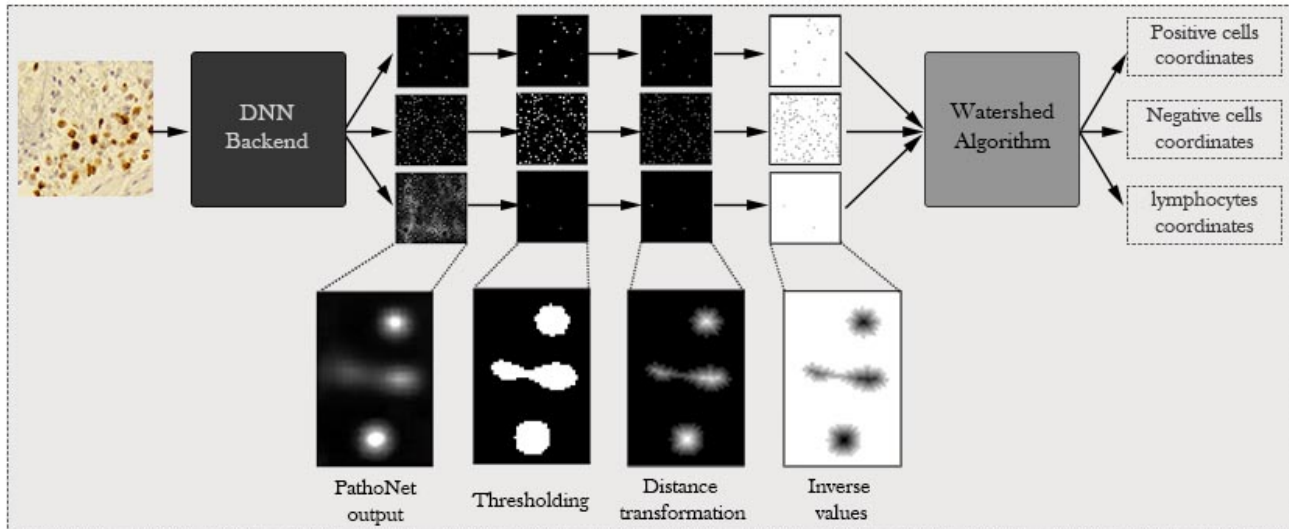 DNN
Backend
Watershed
Algorithm
Positive cells
coordinates
Negative cells
coordinates
lymphocytes
coordinates
PathoNet
output
Thresholding
Distance
transformation
Inverse
values